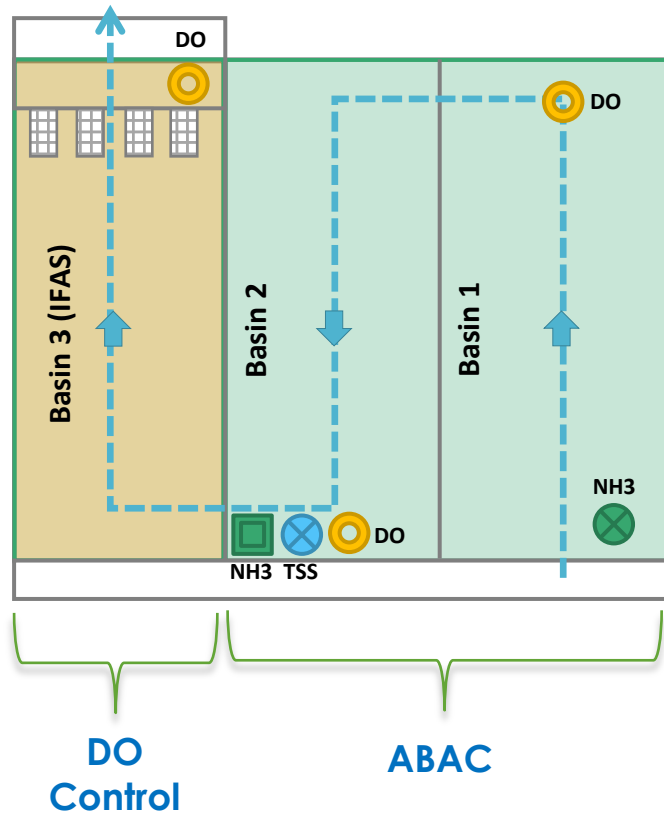 DO
DO
Basin 3 (IFAS)
Basin 2
Basin 1
NH3
DO
NH3 TSS
DO
Control
ABAC